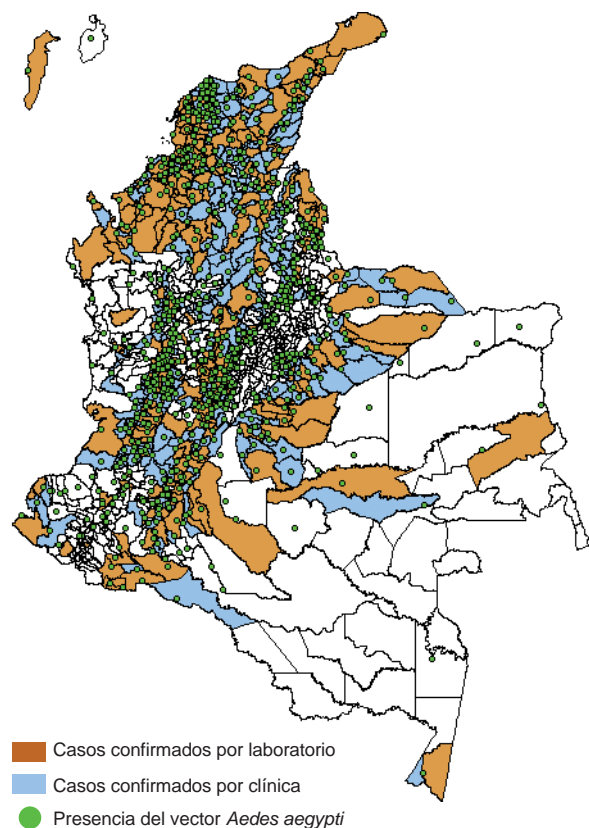 Casos confirmados por laboratorio
Casos confirmados por clínica
Presencia del vector Aedes aegypti